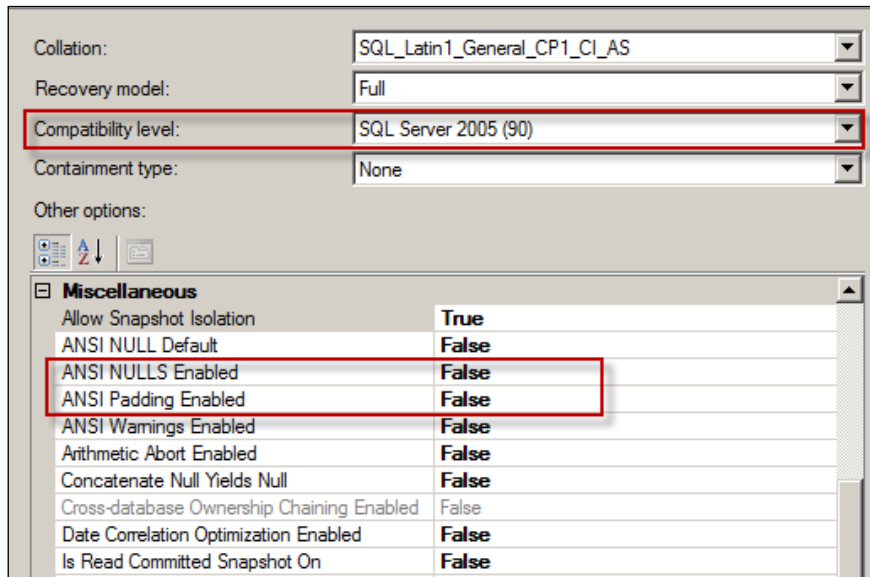 Collation: SQL_Latin1_General_CP1_CI_AS
Recovery model: Full
Compatibility level: SQL Server 2005 (90)
Containment type: None
Other options:
A
Z
Miscellaneous
Allow Snapshot Isolation True
ANSI NULL Default False
ANSI NULLS Enabled False
ANSI Padding Enabled False
ANSI Warnings Enabled False
Arithmetic Abort Enabled False
Concatenate Null Yields Null False
Cross-database Ownership Chaining Enabled False
Date Correlation Optimization Enabled False
Is Read Committed Snapshot On False